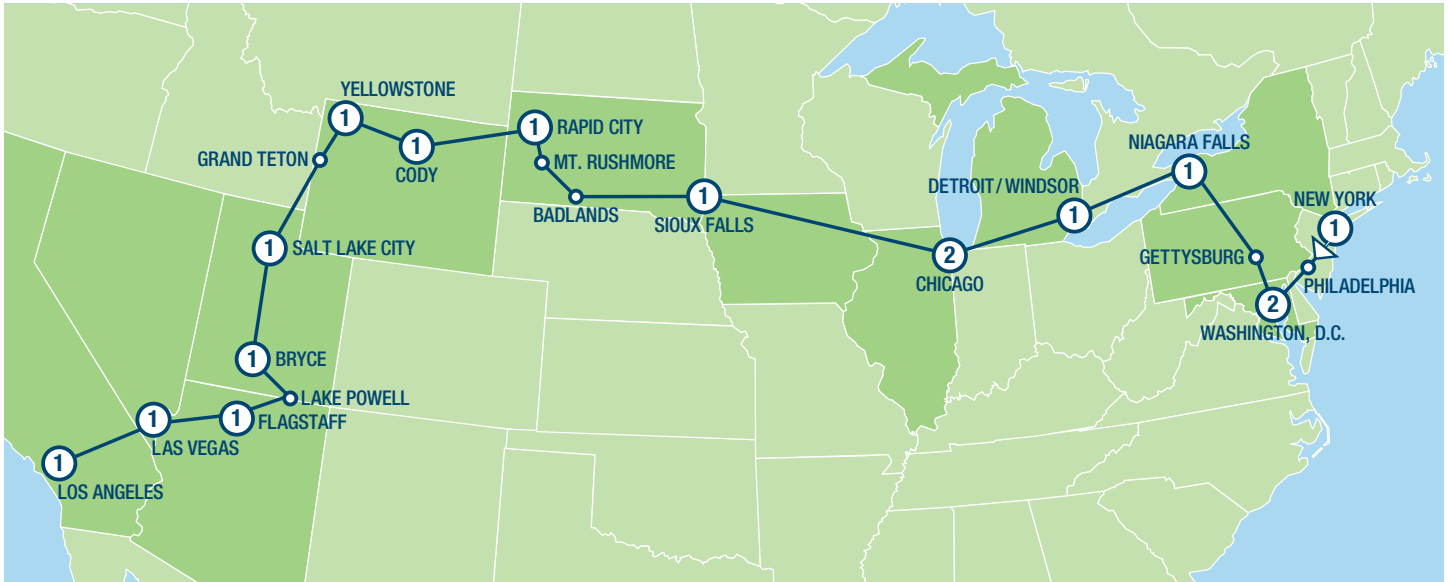 YELLOWSTONE
1
GRAND TETON
1
CODY
1
RAPID CITY
MT. RUSHMORE
BADLANDS
1
SIOUX FALLS
1
SALT LAKE CITY
1
BRYCE
LAKE POWELL
1
FLAGSTAFF
1
LAS VEGAS
1
LOS ANGELES
2
CHICAGO
DETROIT / WINDSOR
1
NIAGARA FALLS
1
NEW YORK
1
GETTYSBURG
PHILADELPHIA
2
WASHINGTON, D.C.